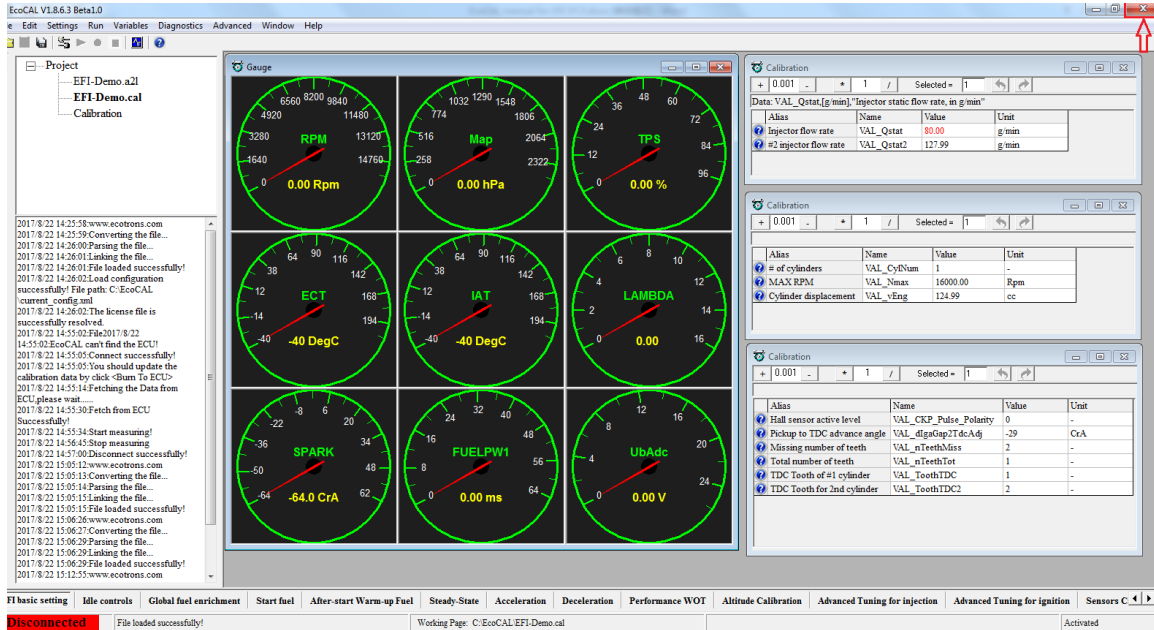 EcoCAL V1.8.6.3 Beta1.0
e Edit Settings Run Variables Diagnostics Advanced Window Help
Project
EFI-Demo.a2l
EFI-Demo.cal
Calibration
2017/8/22 14:25:58:www.ecotrons.com
2017/8/22 14:25:59:Converting the file...
2017/8/22 14:26:00:Parsing the file...
2017/8/22 14:26:01:Linking the file...
2017/8/22 14:26:01:File loaded successfully!
2017/8/22 14:26:02:Load configuration
successfully! File path: C:\EcoCAL
\current_config.xml
2017/8/22 14:26:02:The license file is
successfully resolved.
2017/8/22 14:55:02:File2017/8/22
14:55:02:EcoCAL can't find the ECU!
2017/8/22 14:55:05:Connect successfully!
2017/8/22 14:55:05:You should update the
calibration data by click <Burn To ECU>
2017/8/22 14:55:14:Fetching the Data from
ECU,please wait......
2017/8/22 14:55:30:Fetch from ECU
Successfully!
2017/8/22 14:55:34:Start measuring!
2017/8/22 14:56:45:Stop measuring
2017/8/22 14:57:00:Disconnect successfully!
2017/8/22 15:05:12:www.ecotrons.com
2017/8/22 15:05:13:Converting the file...
2017/8/22 15:05:14:Parsing the file...
2017/8/22 15:05:15:Linking the file...
2017/8/22 15:05:15:File loaded successfully!
2017/8/22 15:06:26:www.ecotrons.com
2017/8/22 15:06:27:Converting the file...
2017/8/22 15:06:29:Parsing the file...
2017/8/22 15:06:29:Linking the file...
2017/8/22 15:06:29:File loaded successfully!
2017/8/22 15:12:55:www.ecotrons.com
Gauge
0 1640 3280 4920 6560 8200 9840 11480 13120 14760
RPM
0.00 Rpm
0 258 516 774 1032 1290 1548 1806 2064 2322
Map
0.00 hPa
0 12 24 36 48 60 72 84 96
TPS
0.00 %
-40 -14 12 38 64 90 116 142 168 194
ECT
-40 DegC
-40 -14 12 38 64 90 116 142 168 194
IAT
-40 DegC
0 2 4 6 8 10 12 14 16
LAMBDA
0.00
-64 -50 -36 -22 -8 6 20 34 48 62
SPARK
-64.0 CrA
0 8 16 24 32 40 48 56 64
FUELPW1
0.00 ms
0 4 8 12 16 20 24
UbAdc
0.00 V
Calibration
+ 0.001 - * 1 / Selected = 1
Data: VAL_Qstat,[g/min],"Injector static flow rate, in g/min"
Alias Name Value Unit
Injector flow rate VAL_Qstat 80.00 g/min
#2 injector flow rate VAL_Qstat2 127.99 g/min
Calibration
+ 0.001 - * 1 / Selected = 1
Alias Name Value Unit
# of cylinders VAL_CylNum 1 -
MAX RPM VAL_Nmax 16000.00 Rpm
Cylinder displacement VAL_vEng 124.99 cc
Calibration
+ 0.001 - * 1 / Selected = 1
Alias Name Value Unit
Hall sensor active level VAL_CKP_Pulse_Polarity 0 -
Pickup to TDC advance angle VAL_dIgaGap2TdcAdj -29 CrA
Missing number of teeth VAL_nTeethMiss 2 -
Total number of teeth VAL_nTeethTot 1 -
TDC Tooth of #1 cylinder VAL_ToothTDC 1 -
TDC Tooth for 2nd cylinder VAL_ToothTDC2 2 -
FI basic setting Idle controls Global fuel enrichment Start fuel After-start Warm-up Fuel Steady-State Acceleration Deceleration Performance WOT Altitude Calibration Advanced Tuning for injection Advanced Tuning for ignition Sensors C
Disconnected File loaded successfully! Working Page: C:\EcoCAL\EFI-Demo.cal Activated